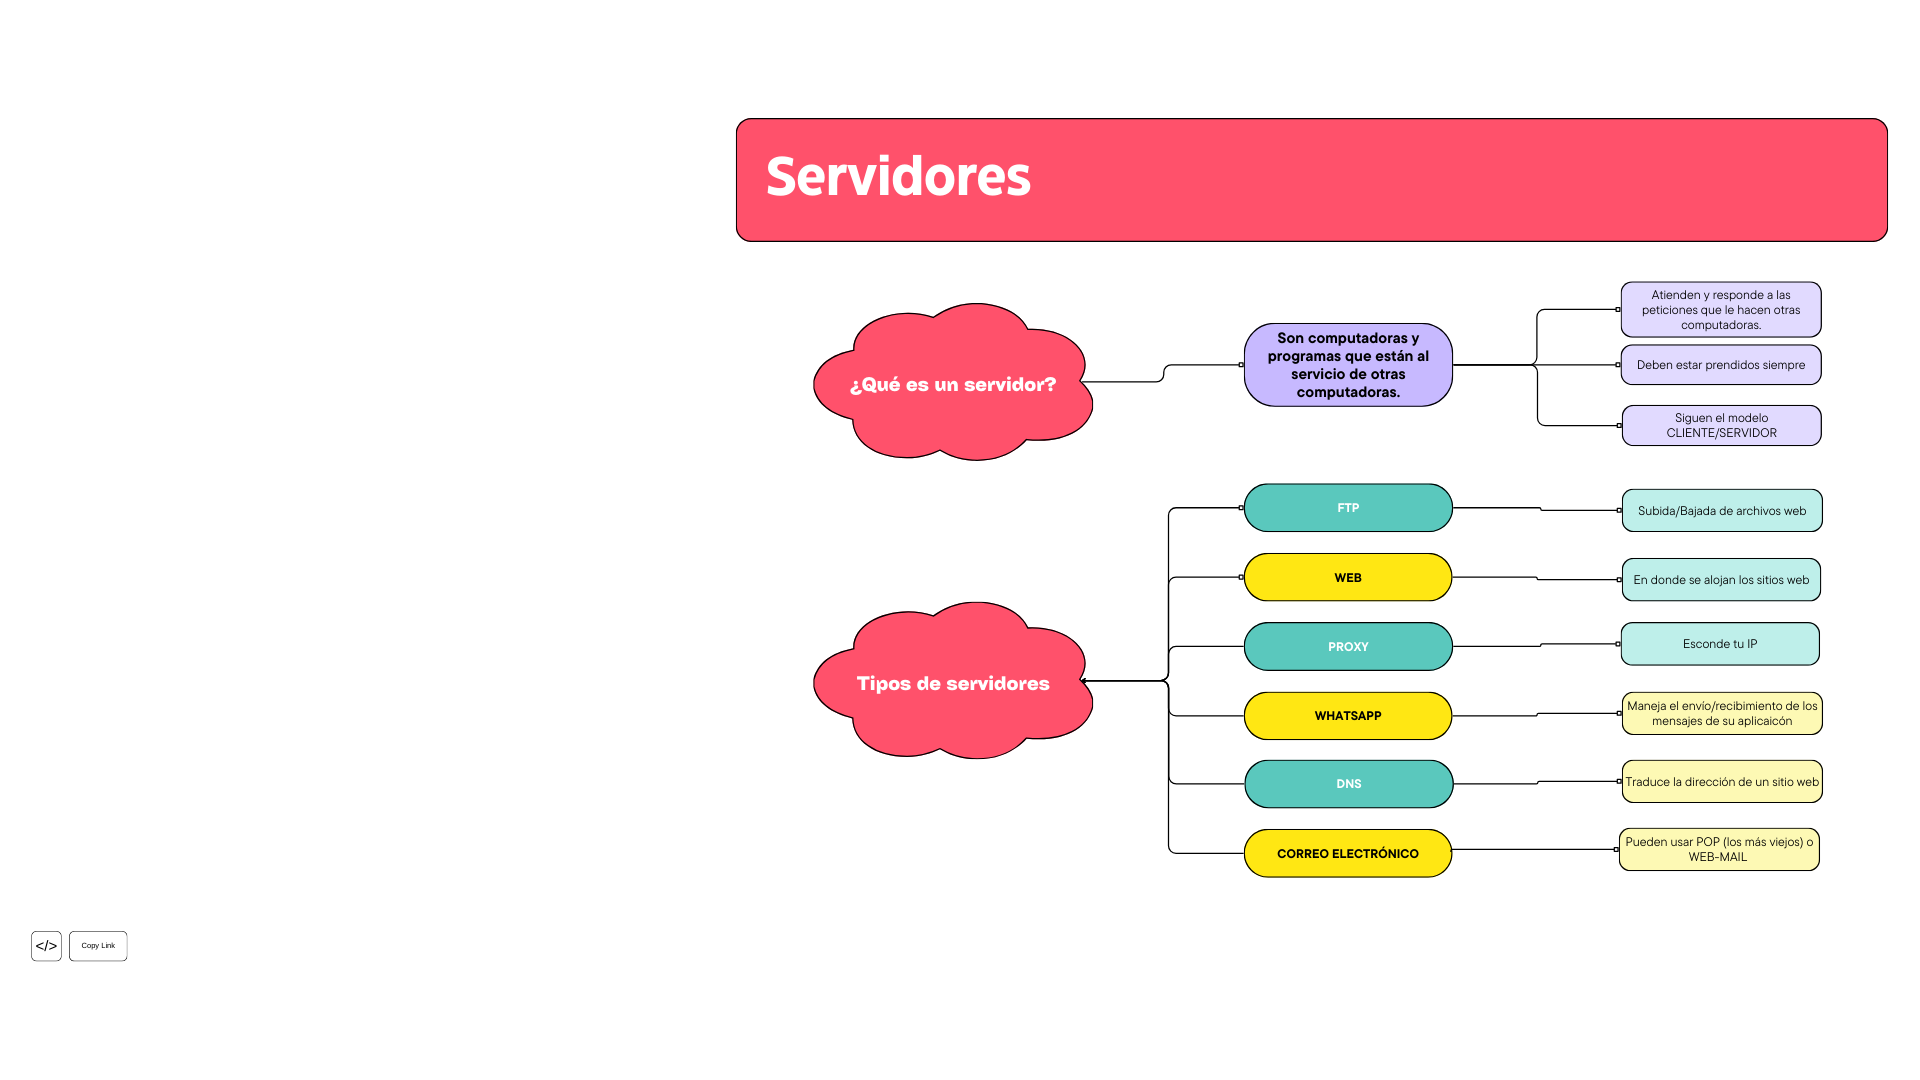 Servidores
¿Qué es un servidor?
Son computadoras y
programas que están al
servicio de otras
computadoras.
Atienden y responde a las
peticiones que le hacen otras
computadoras.
Deben estar prendidos siempre
Siguen el modelo
CLIENTE/SERVIDOR
Tipos de servidores
FTP
Subida/Bajada de archivos web
WEB
En donde se alojan los sitios web
PROXY
Esconde tu IP
WHATSAPP
Maneja el envío/recibimiento de los
mensajes de su aplicaicón
DNS
Traduce la dirección de un sitio web
CORREO ELECTRÓNICO
Pueden usar POP (los más viejos) o
WEB-MAIL
</> Copy Link